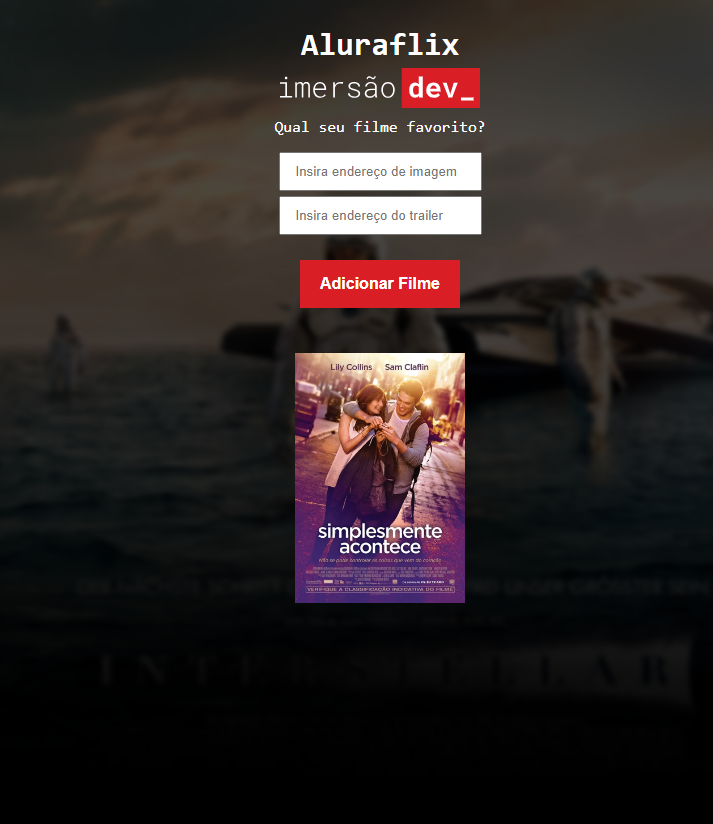 Aluraflix
imersão dev_
Qual seu filme favorito?
Insira endereço de imagem
Insira endereço do trailer
Adicionar Filme
Lily Collins Sam Claflin
simplesmente
acontece
VERIFIQUE A CLASSIFICAÇÃO INDICATIVA DO FILME
INTERSTELLAR